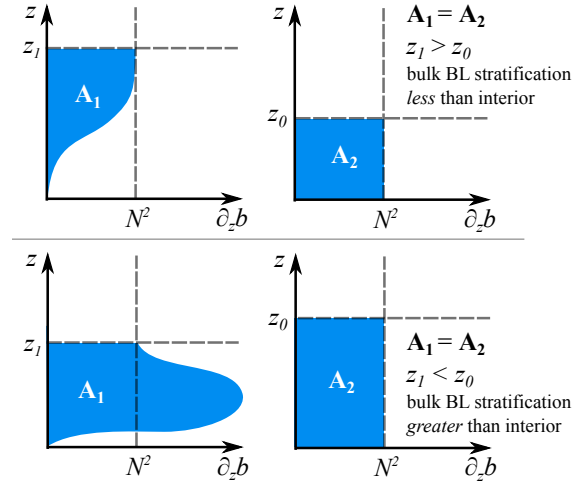 z
z₁
A₁
N²
∂zb
z
z₀
A₂
N²
∂zb
A₁ = A₂
z₁ > z₀
bulk BL stratification
less than interior
z
z₁
A₁
N²
∂zb
z
z₀
A₂
N²
∂zb
A₁ = A₂
z₁ < z₀
bulk BL stratification
greater than interior